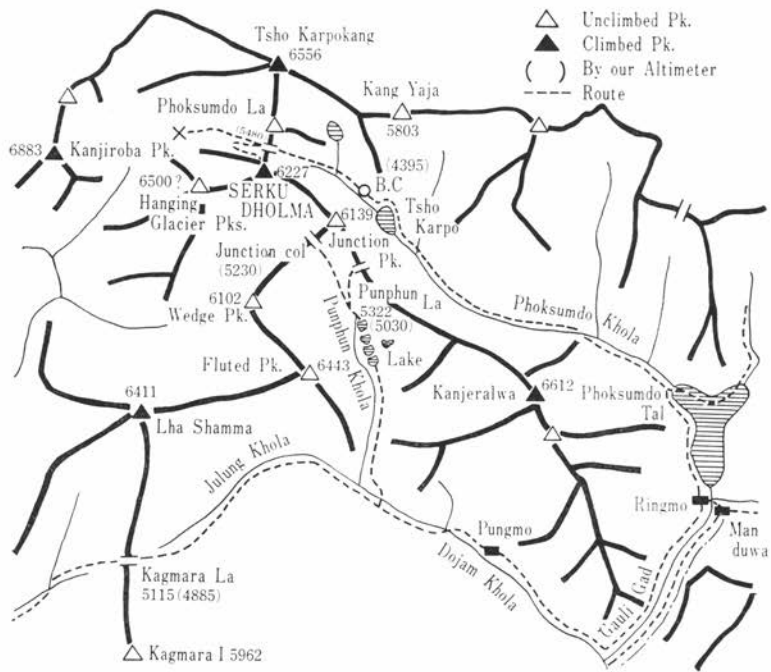 Unclimbed Pk.
Climbed Pk.
By our Altimeter
Route
Tsho Karpokang
6556
Kang Yaja
5803
Phoksumdo La
(5480)
6883
Kanjiroba Pk.
6500?
Hanging
Glacier Pks.
6227
SERKU
DHOLMA
(4395)
B.C
Tsho
Karpo
6139
Junction
Pk.
Junction col
(5230)
6102
Wedge Pk.
Punphun
La
5322
(5030)
Punphun
Khola
Lake
Phoksumdo Khola
Fluted Pk.
6443
Kanjeralwa
6612
Phoksumdo
Tal
6411
Lha Shamma
Julung Khola
Ringmo
Man
duwa
Pungmo
Dojam Khola
Gauli Gad
Kagmara La
5115(4885)
Kagmara I 5962